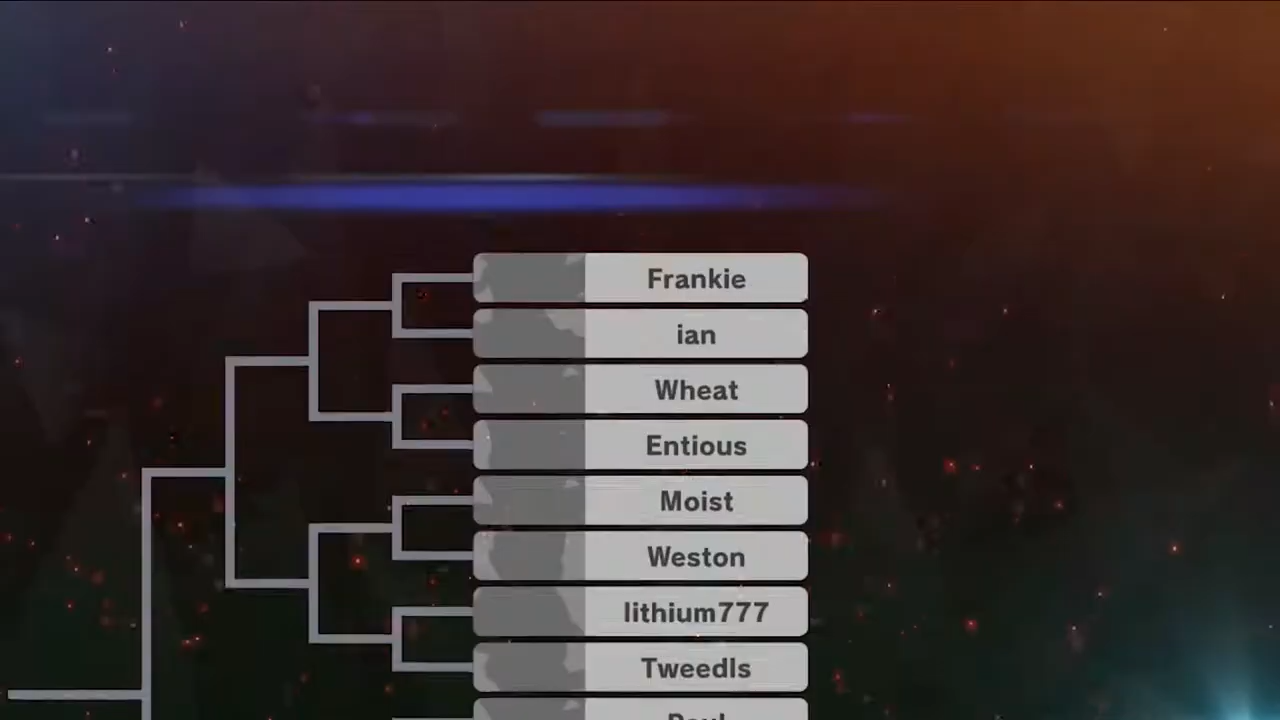 Frankie
ian
Wheat
Entious
Moist
Weston
lithium777
Tweedls